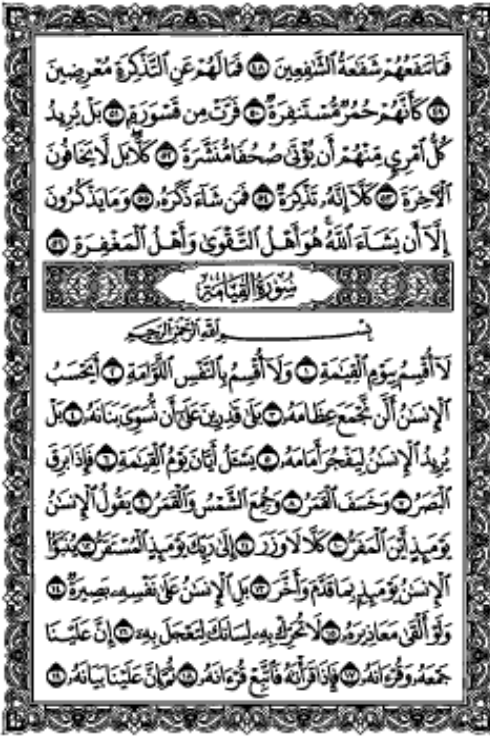 فَمَا تَنفَعُهُمْ شَفَٰعَةُ ٱلشَّٰفِعِينَ ٤٨ فَمَا لَهُمْ عَنِ ٱلتَّذْكِرَةِ مُعْرِضِينَ
٤٩ كَأَنَّهُمْ حُمُرٌ مُّسْتَنفِرَةٌ ٥٠ فَرَّتْ مِن قَسْوَرَةٍۭ ٥١ بَلْ يُرِيدُ
كُلُّ ٱمْرِئٍ مِّنْهُمْ أَن يُؤْتَىٰ صُحُفًا مُّنَشَّرَةً ٥٢ كَلَّا ۖ بَل لَّا يَخَافُونَ
ٱلْأَخِرَةَ ٥٣ كَلَّآ إِنَّهُۥ تَذْكِرَةٌ ٥٤ فَمَن شَآءَ ذَكَرَهُۥ ٥٥ وَمَا يَذْكُرُونَ
إِلَّآ أَن يَشَآءَ ٱللَّهُ ۚ هُوَ أَهْلُ ٱلتَّقْوَىٰ وَأَهْلُ ٱلْمَغْفِرَةِ ٥٦
سُورَةُ القِيَامَةِ
بِسْمِ ٱللَّهِ ٱلرَّحْمَٰنِ ٱلرَّحِيمِ
لَآ أُقْسِمُ بِيَوْمِ ٱلْقِيَٰمَةِ ١ وَلَآ أُقْسِمُ بِٱلنَّفْسِ ٱللَّوَّامَةِ ٢ أَيَحْسَبُ
ٱلْإِنسَٰنُ أَلَّن نَّجْمَعَ عِظَامَهُۥ ٣ بَلَىٰ قَٰدِرِينَ عَلَىٰٓ أَن نُّسَوِّىَ بَنَانَهُۥ ٤ بَلْ
يُرِيدُ ٱلْإِنسَٰنُ لِيَفْجُرَ أَمَامَهُۥ ٥ يَسْـَٔلُ أَيَّانَ يَوْمُ ٱلْقِيَٰمَةِ ٦ فَإِذَا بَرِقَ
ٱلْبَصَرُ ٧ وَخَسَفَ ٱلْقَمَرُ ٨ وَجُمِعَ ٱلشَّمْسُ وَٱلْقَمَرُ ٩ يَقُولُ ٱلْإِنسَٰنُ
يَوْمَئِذٍ أَيْنَ ٱلْمَفَرُّ ١٠ كَلَّا لَا وَزَرَ ١١ إِلَىٰ رَبِّكَ يَوْمَئِذٍ ٱلْمُسْتَقَرُّ ١٢ يُنَبَّؤُا۟
ٱلْإِنسَٰنُ يَوْمَئِذٍۭ بِمَا قَدَّمَ وَأَخَّرَ ١٣ بَلِ ٱلْإِنسَٰنُ عَلَىٰ نَفْسِهِۦ بَصِيرَةٌ ١٤
وَلَوْ أَلْقَىٰ مَعَاذِيرَهُۥ ١٥ لَا تُحَرِّكْ بِهِۦ لِسَانَكَ لِتَعْجَلَ بِهِۦٓ ١٦ إِنَّ عَلَيْنَا
جَمْعَهُۥ وَقُرْءَانَهُۥ ١٧ فَإِذَا قَرَأْنَٰهُ فَٱتَّبِعْ قُرْءَانَهُۥ ١٨ ثُمَّ إِنَّ عَلَيْنَا بَيَانَهُۥ ١٩